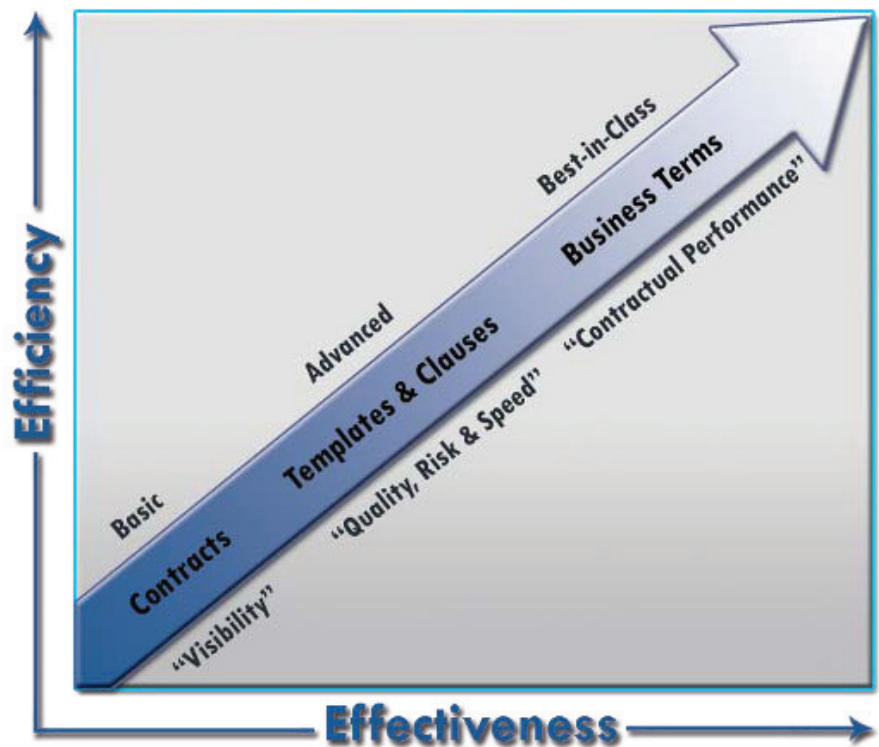 Efficiency
Basic
Advanced
Best-in-Class
Contracts
Templates & Clauses
Business Terms
“Visibility”
“Quality, Risk & Speed”
“Contractual Performance”
Effectiveness